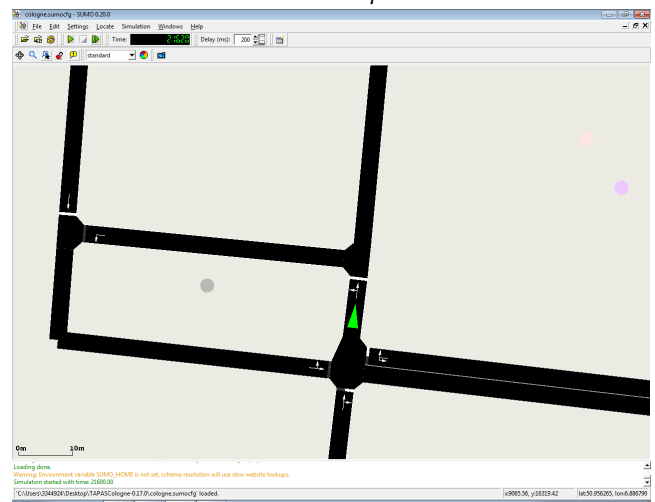 cologne.sumocfg - SUMO 0.20.0
File Edit Settings Locate Simulation Windows Help
Time: 21620 Delay (ms): 200
standard
0m 10m
Loading done.
Warning: Environment variable SUMO_HOME is not set, schema resolution will use slow website lookups.
Simulation started with time: 21600.00
'C:\Users\3344924\Desktop\TAPASCologne-0.17.0\cologne.sumocfg' loaded. x:9085.56, y:16319.42 lat:50.956265, lon:6.886790